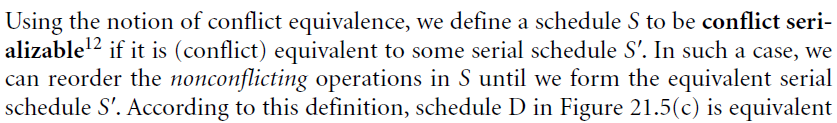 Using the notion of conflict equivalence, we define a schedule S to be conflict seri-
alizable12 if it is (conflict) equivalent to some serial schedule S′. In such a case, we
can reorder the nonconflicting operations in S until we form the equivalent serial
schedule S′. According to this definition, schedule D in Figure 21.5(c) is equivalent